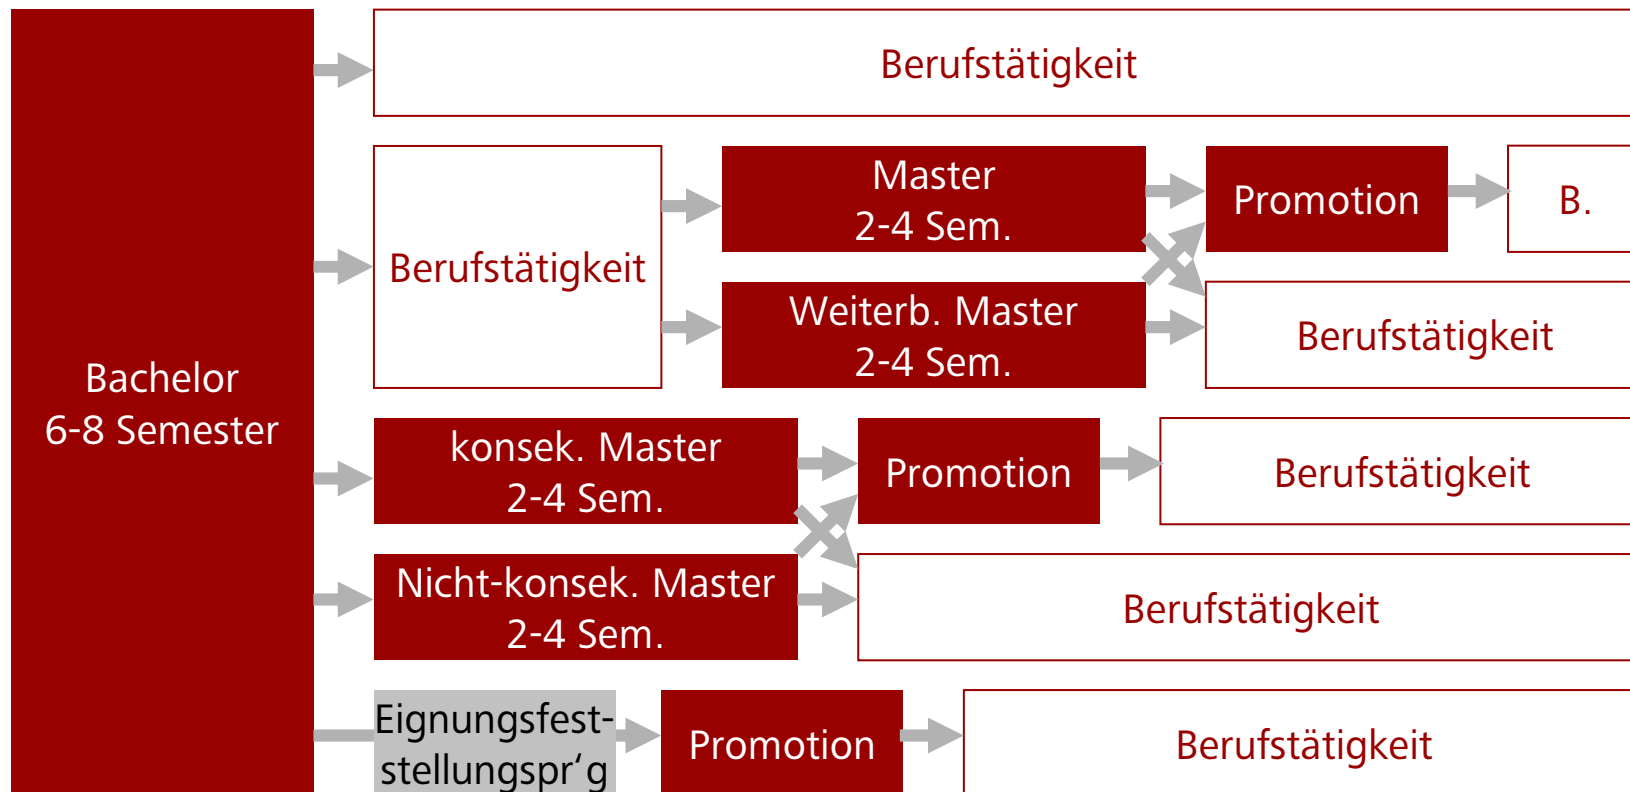 Bachelor
6-8 Semester
Berufstätigkeit
Berufstätigkeit
Master
2-4 Sem.
Promotion
B.
Weiterb. Master
2-4 Sem.
Berufstätigkeit
konsek. Master
2-4 Sem.
Promotion
Berufstätigkeit
Nicht-konsek. Master
2-4 Sem.
Berufstätigkeit
Eignungsfest-
stellungspr‘g
Promotion
Berufstätigkeit